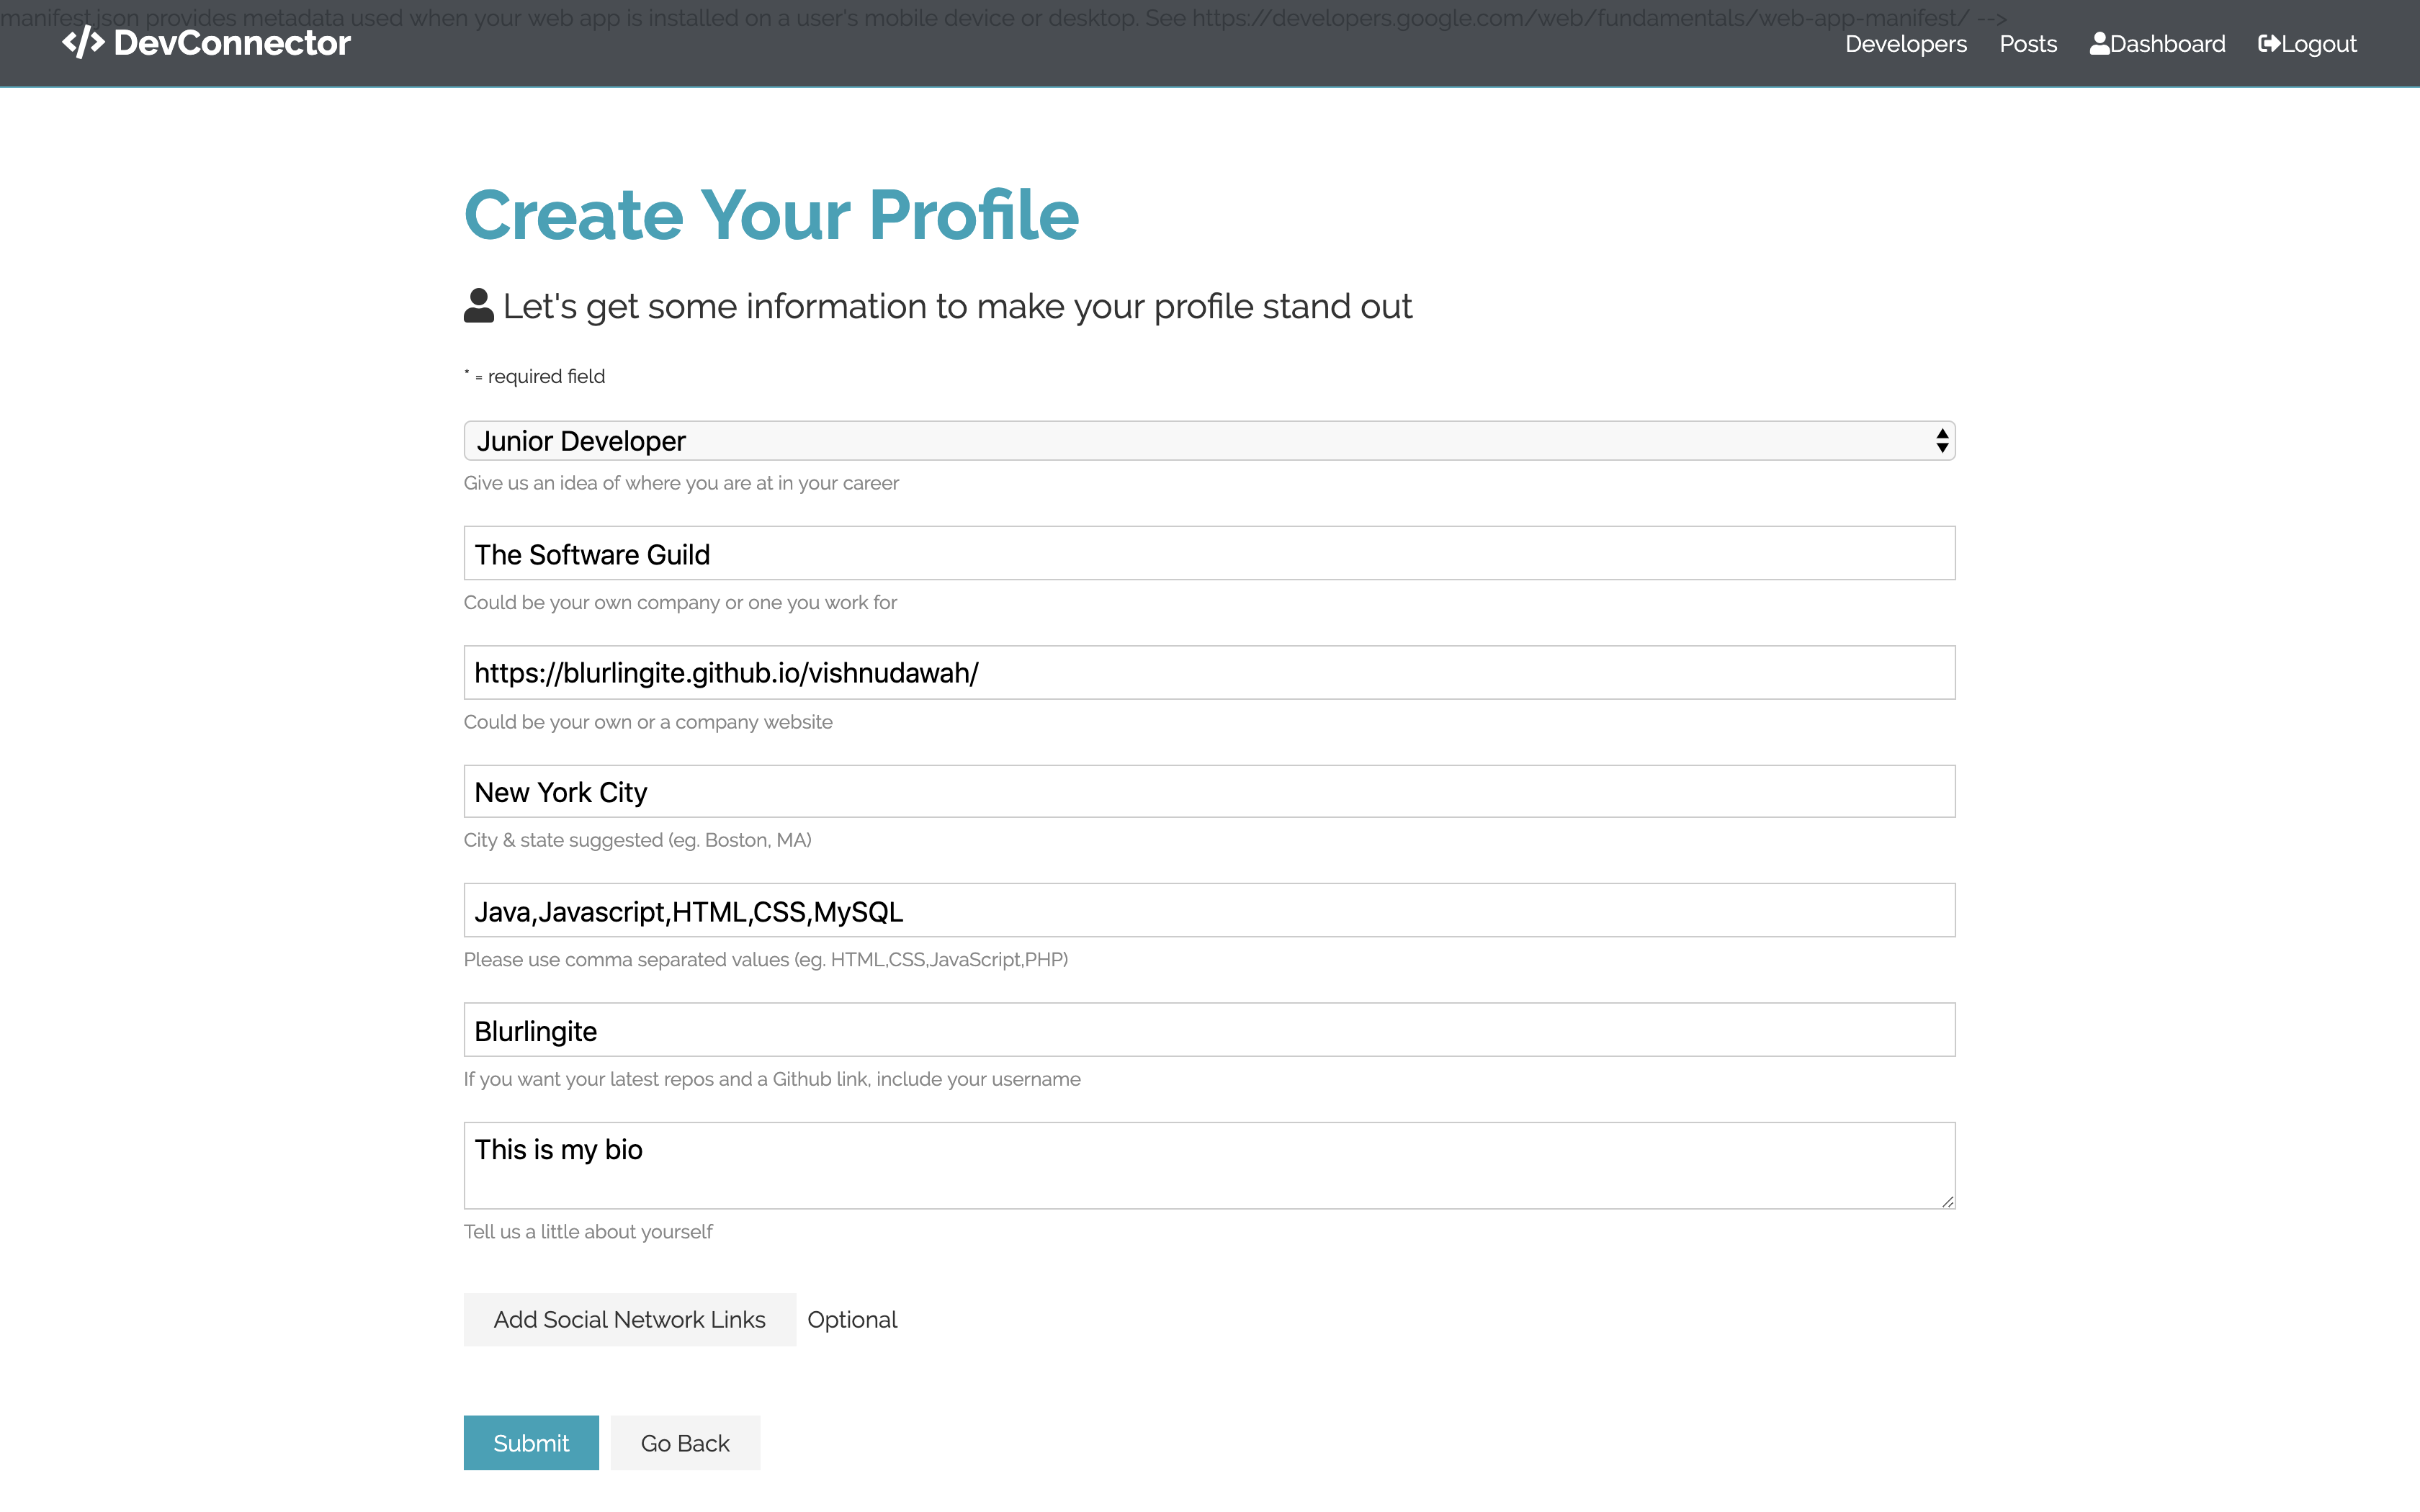 manifest.json provides metadata used when your web app is installed on a user's mobile device or desktop. See https://developers.google.com/web/fundamentals/web-app-manifest/ -->
</> DevConnector
Developers Posts Dashboard Logout
Create Your Profile
Let's get some information to make your profile stand out
* = required field
Junior Developer
Give us an idea of where you are at in your career
The Software Guild
Could be your own company or one you work for
https://blurlingite.github.io/vishnudawah/
Could be your own or a company website
New York City
City & state suggested (eg. Boston, MA)
Java,Javascript,HTML,CSS,MySQL
Please use comma separated values (eg. HTML,CSS,JavaScript,PHP)
Blurlingite
If you want your latest repos and a Github link, include your username
This is my bio
Tell us a little about yourself
Add Social Network Links Optional
Submit Go Back